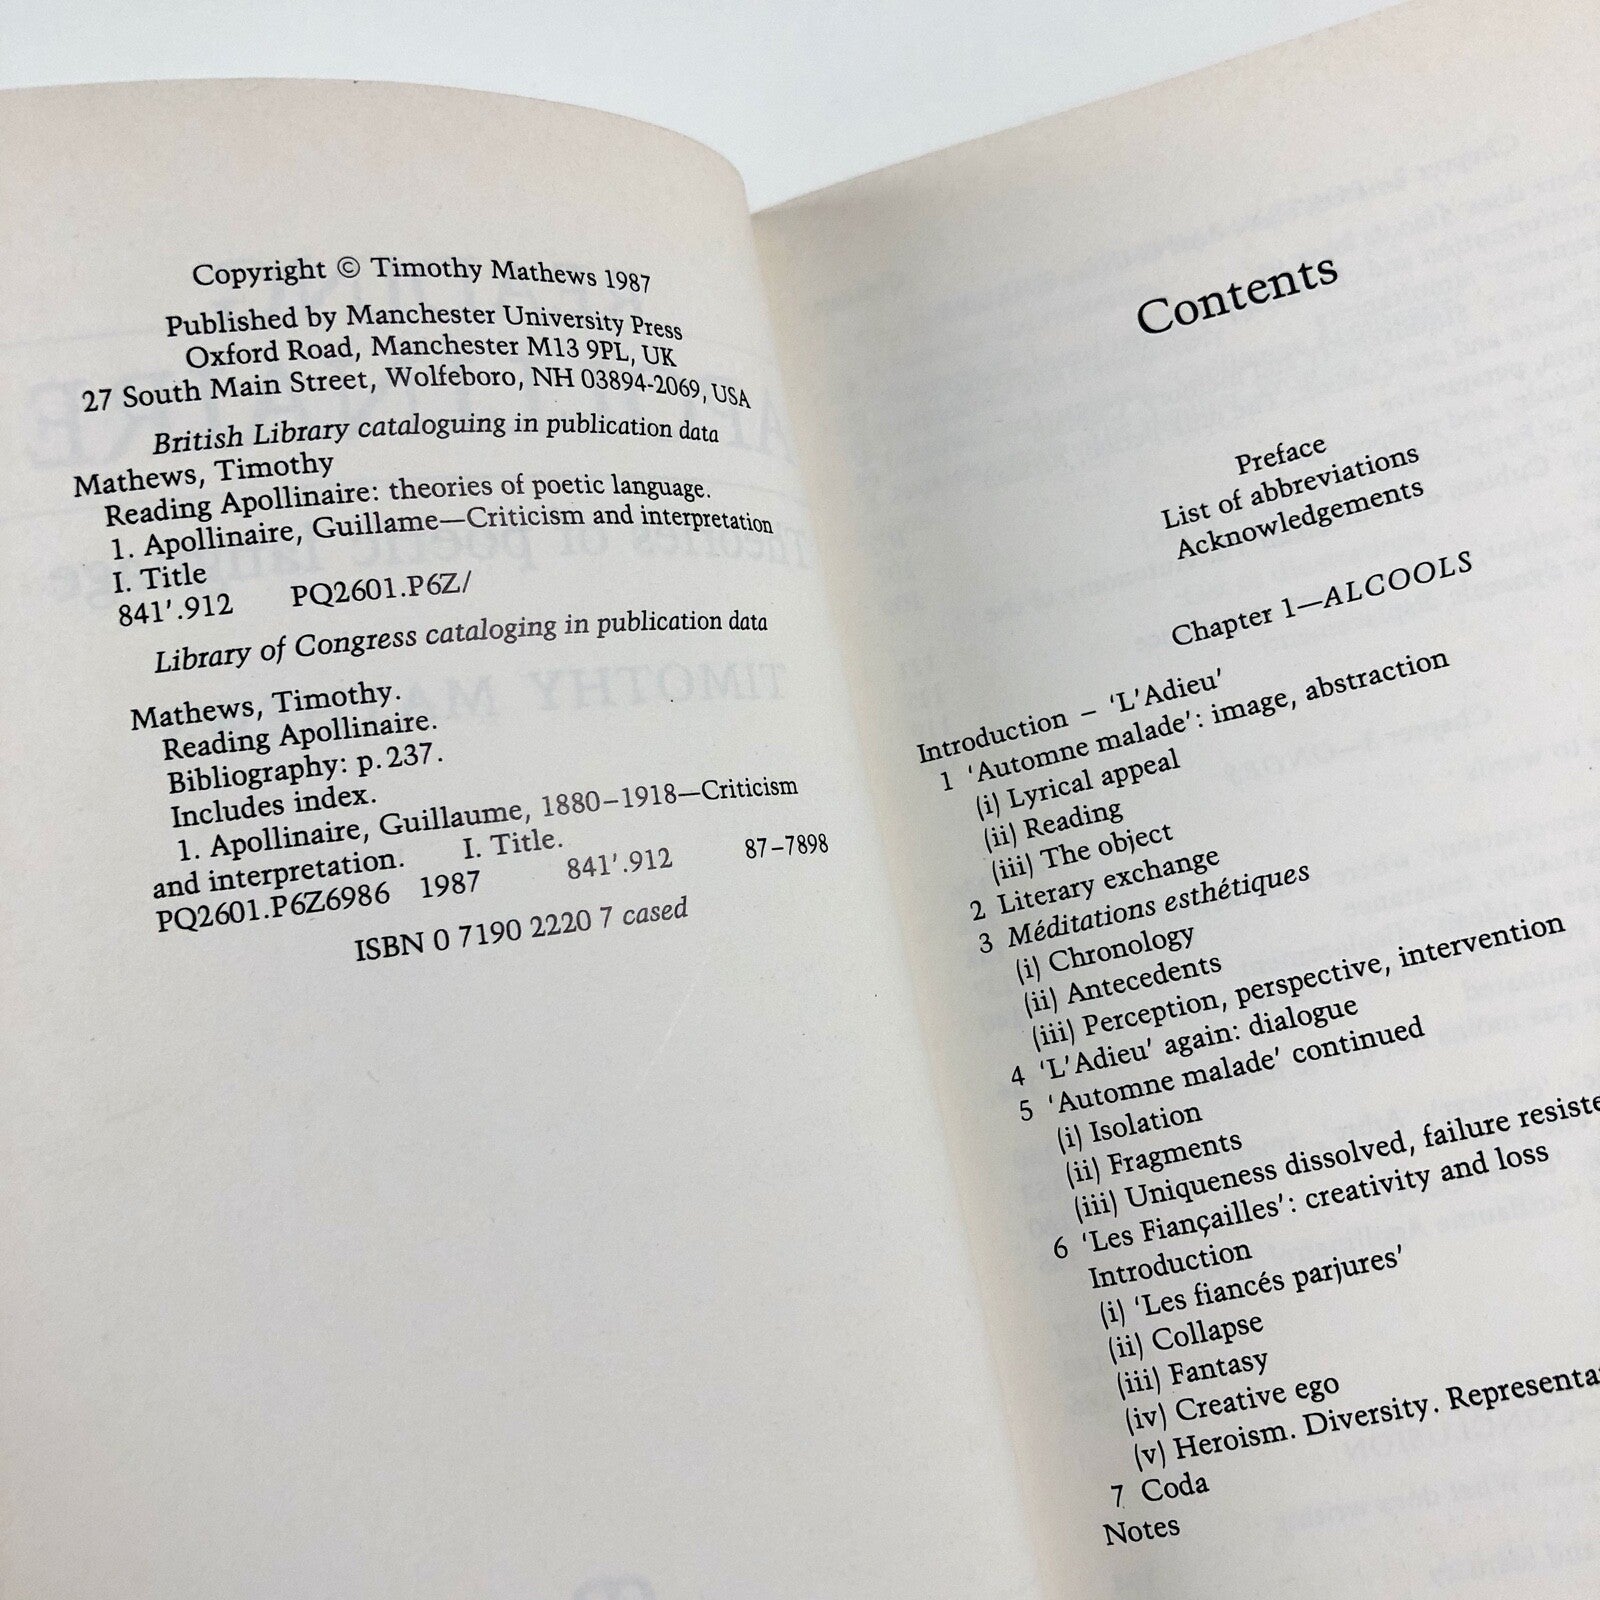 Copyright © Timothy Mathews 1987
Published by Manchester University Press
Oxford Road, Manchester M13 9PL, UK
27 South Main Street, Wolfeboro, NH 03894-2069, USA
British Library cataloguing in publication data
Mathews, Timothy
Reading Apollinaire: theories of poetic language.
1. Apollinaire, Guillame—Criticism and interpretation
I. Title
841'.912 PQ2601.P6Z/
Library of Congress cataloging in publication data
Mathews, Timothy.
Reading Apollinaire.
Bibliography: p.237.
Includes index.
1. Apollinaire, Guillaume, 1880–1918—Criticism
and interpretation. I. Title.
PQ2601.P6Z6986 1987 841'.912 87–7898
ISBN 0 7190 2220 7 cased
Contents
Preface
List of abbreviations
Acknowledgements
Chapter 1—ALCOOLS
Introduction – 'L'Adieu'
1 'Automne malade': image, abstraction
(i) Lyrical appeal
(ii) Reading
(iii) The object
2 Literary exchange
3 Méditations esthétiques
(i) Chronology
(ii) Antecedents
(iii) Perception, perspective, intervention
4 'L'Adieu' again: dialogue
5 'Automne malade' continued
(i) Isolation
(ii) Fragments
(iii) Uniqueness dissolved, failure resiste
6 'Les Fiançailles': creativity and loss
Introduction
(i) 'Les fiancés parjures'
(ii) Collapse
(iii) Fantasy
(iv) Creative ego
(v) Heroism. Diversity. Representa
7 Coda
Notes